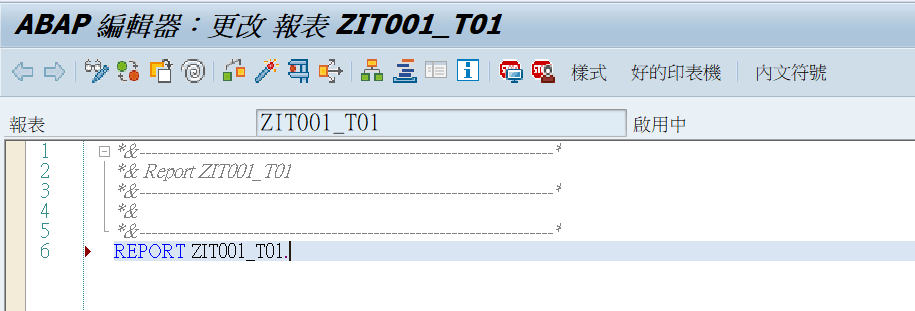 ABAP 編輯器：更改 報表 ZIT001_T01
樣式 好的印表機 內文符號
報表 ZIT001_T01 啟用中
1 *&---------------------------------------------------------------------*
2 *& Report ZIT001_T01
3 *&---------------------------------------------------------------------*
4 *&
5 *&---------------------------------------------------------------------*
6 REPORT ZIT001_T01.